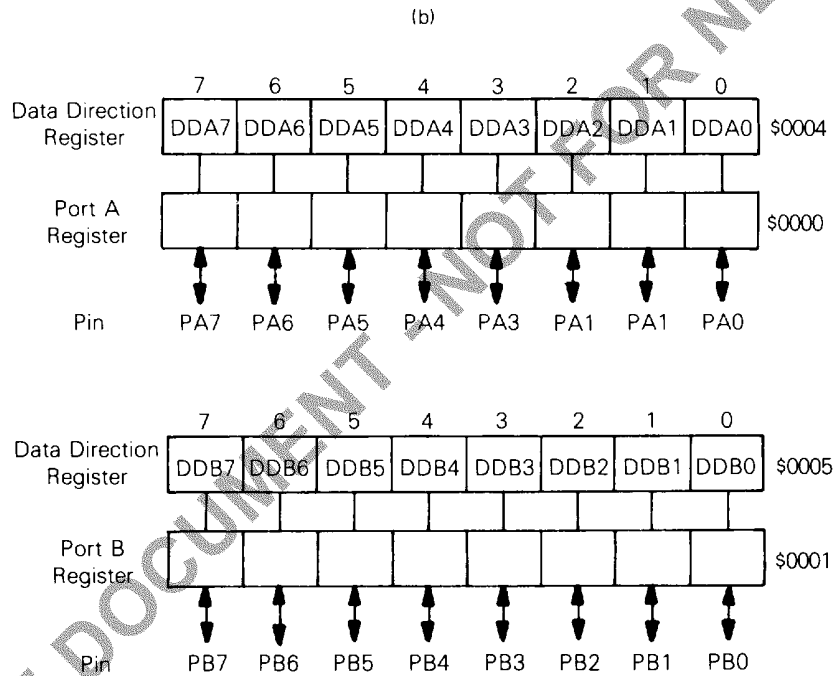 (b)
7 6 5 4 3 2 1 0
Data Direction Register DDA7 DDA6 DDA5 DDA4 DDA3 DDA2 DDA1 DDA0 $0004
Port A Register $0000
Pin PA7 PA6 PA5 PA4 PA3 PA1 PA1 PA0
7 6 5 4 3 2 1 0
Data Direction Register DDB7 DDB6 DDB5 DDB4 DDB3 DDB2 DDB1 DDB0 $0005
Port B Register $0001
Pin PB7 PB6 PB5 PB4 PB3 PB2 PB1 PB0
DOCUMENT - NOT FOR